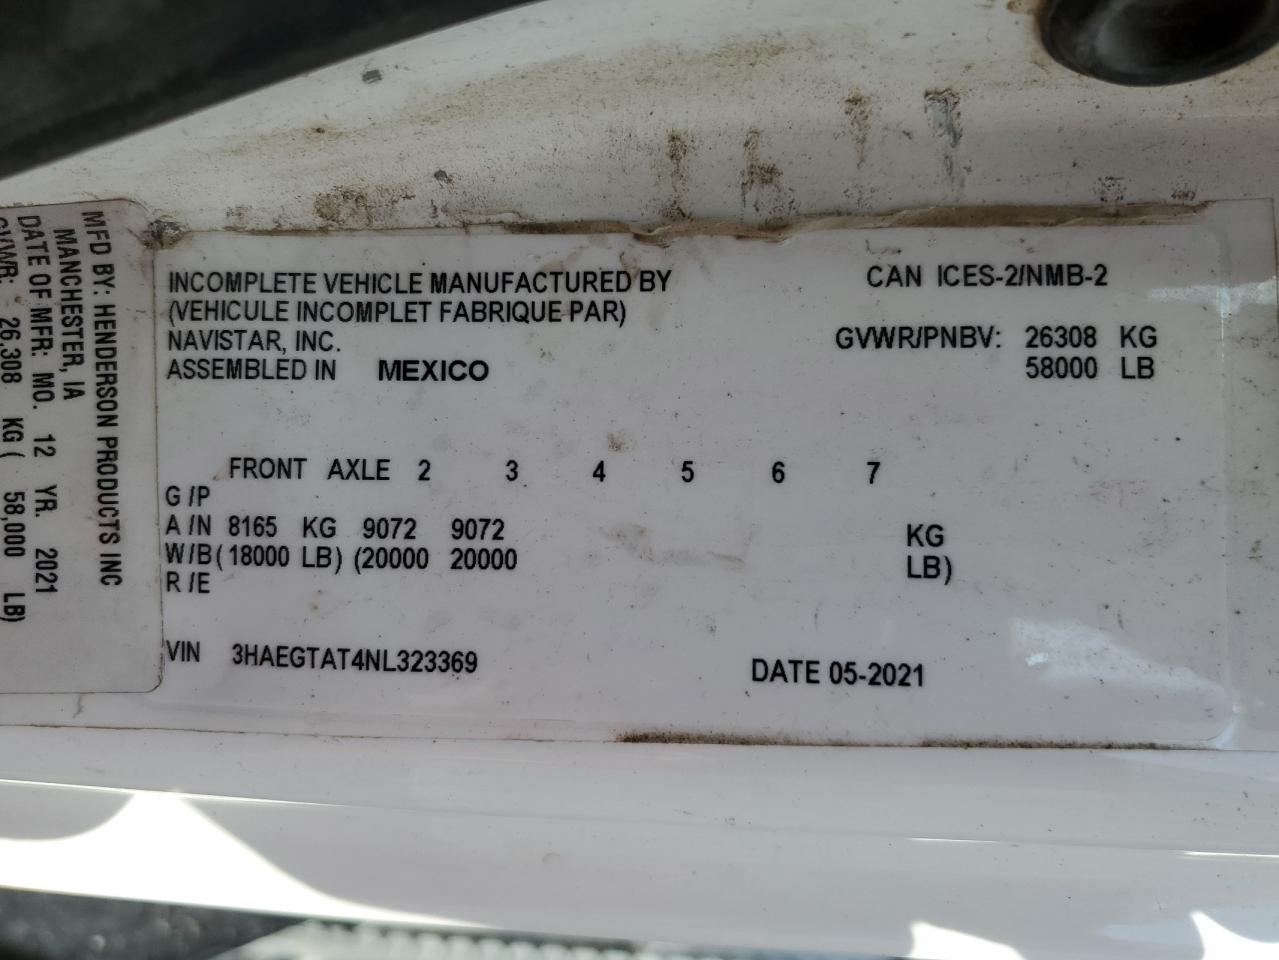 INCOMPLETE VEHICLE MANUFACTURED BY
(VEHICULE INCOMPLET FABRIQUE PAR)
NAVISTAR, INC.
ASSEMBLED IN MEXICO
CAN ICES-2/NMB-2
GVWR/PNBV: 26308 KG
58000 LB
FRONT AXLE 2 3 4 5 6 7
G/P
A/N 8165 KG 9072 9072 KG
W/B (18000 LB) (20000 20000 LB)
R/E
VIN 3HAEGTAT4NL323369
DATE 05-2021
MFD BY: HENDERSON PRODUCTS INC
MANCHESTER, IA
DATE OF MFR: MO. 12 YR. 2021
GVWR: 26,308 KG ( 58,000 LB)